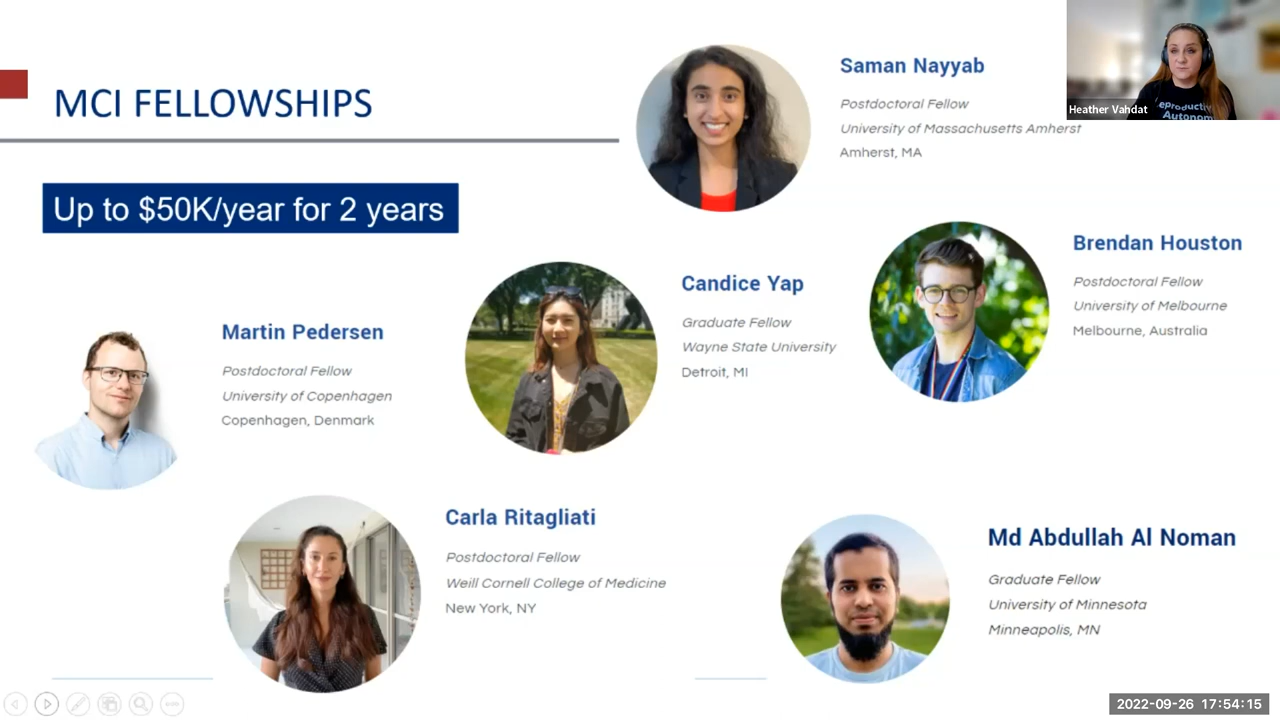 MCI FELLOWSHIPS
Up to $50K/year for 2 years
Saman Nayyab
Postdoctoral Fellow
University of Massachusetts Amherst
Amherst, MA
Heather Vahdat
eproductiv
Autonom
Brendan Houston
Postdoctoral Fellow
University of Melbourne
Melbourne, Australia
Candice Yap
Graduate Fellow
Wayne State University
Detroit, MI
Martin Pedersen
Postdoctoral Fellow
University of Copenhagen
Copenhagen, Denmark
Carla Ritagliati
Postdoctoral Fellow
Weill Cornell College of Medicine
New York, NY
Md Abdullah Al Noman
Graduate Fellow
University of Minnesota
Minneapolis, MN
2022-09-26 17:54:15